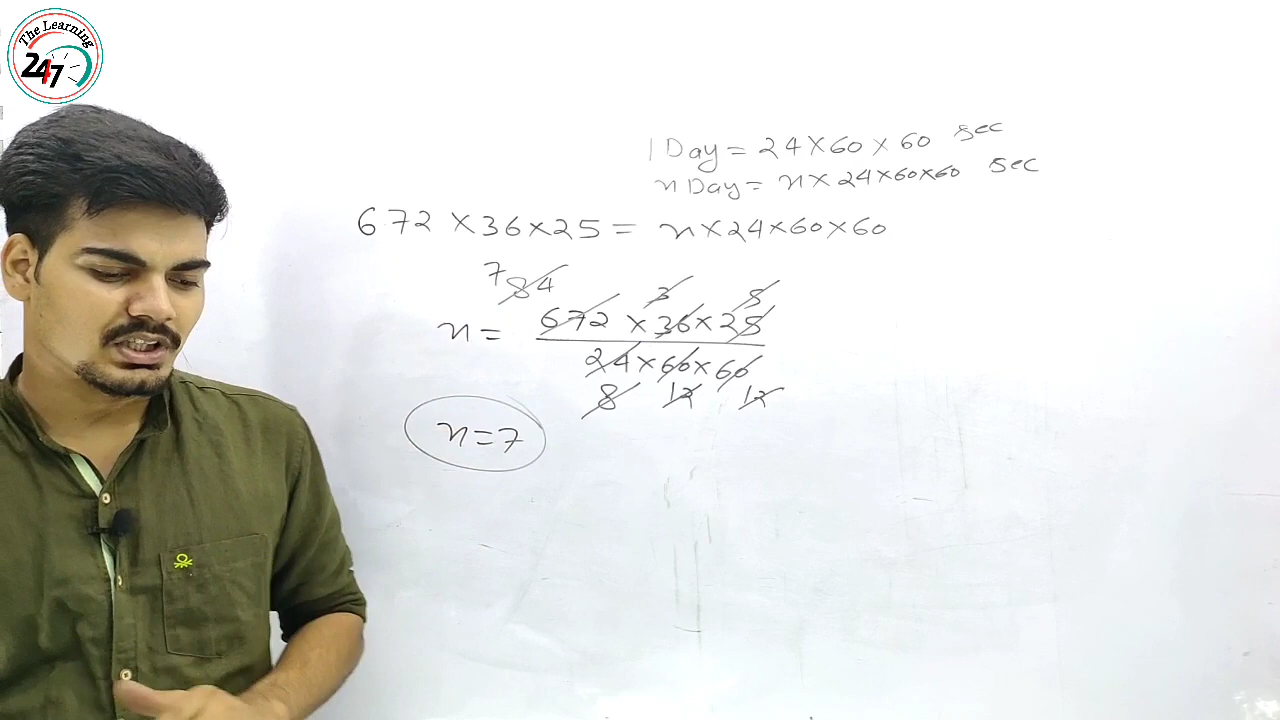 The Learning
247
1 Day = 24 × 60 × 60 sec
n Day = n × 24 × 60 × 60 sec
672 × 36 × 25 = n × 24 × 60 × 60
7 84 3 5
n = 672 × 36 × 25
24 × 60 × 60
8 12 12
n = 7